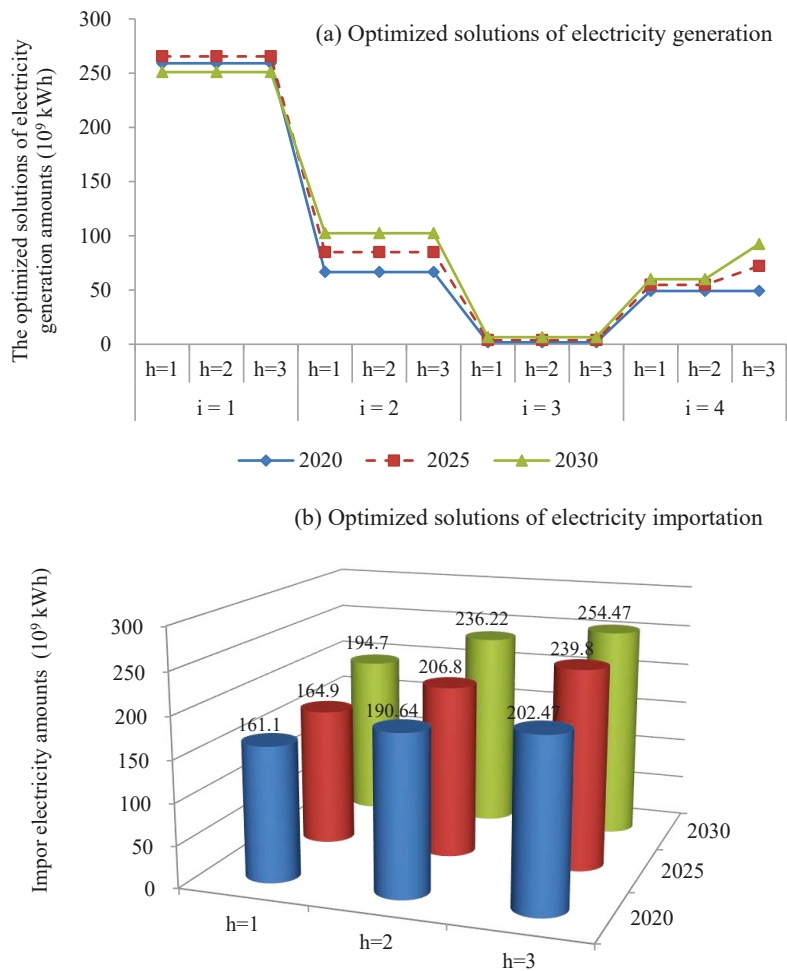 (a) Optimized solutions of electricity generation
The optimized solutions of electricity
generation amounts (10⁹ kWh)
300
250
200
150
100
50
0
h=1 h=2 h=3 h=1 h=2 h=3 h=1 h=2 h=3 h=1 h=2 h=3
i = 1 i = 2 i = 3 i = 4
2020 2025 2030
(b) Optimized solutions of electricity importation
Impor electricity amounts (10⁹ kWh)
300
250
200
150
100
50
0
194.7 236.22 254.47
164.9 206.8 239.8
161.1 190.64 202.47
h=1 h=2 h=3
2020
2025
2030